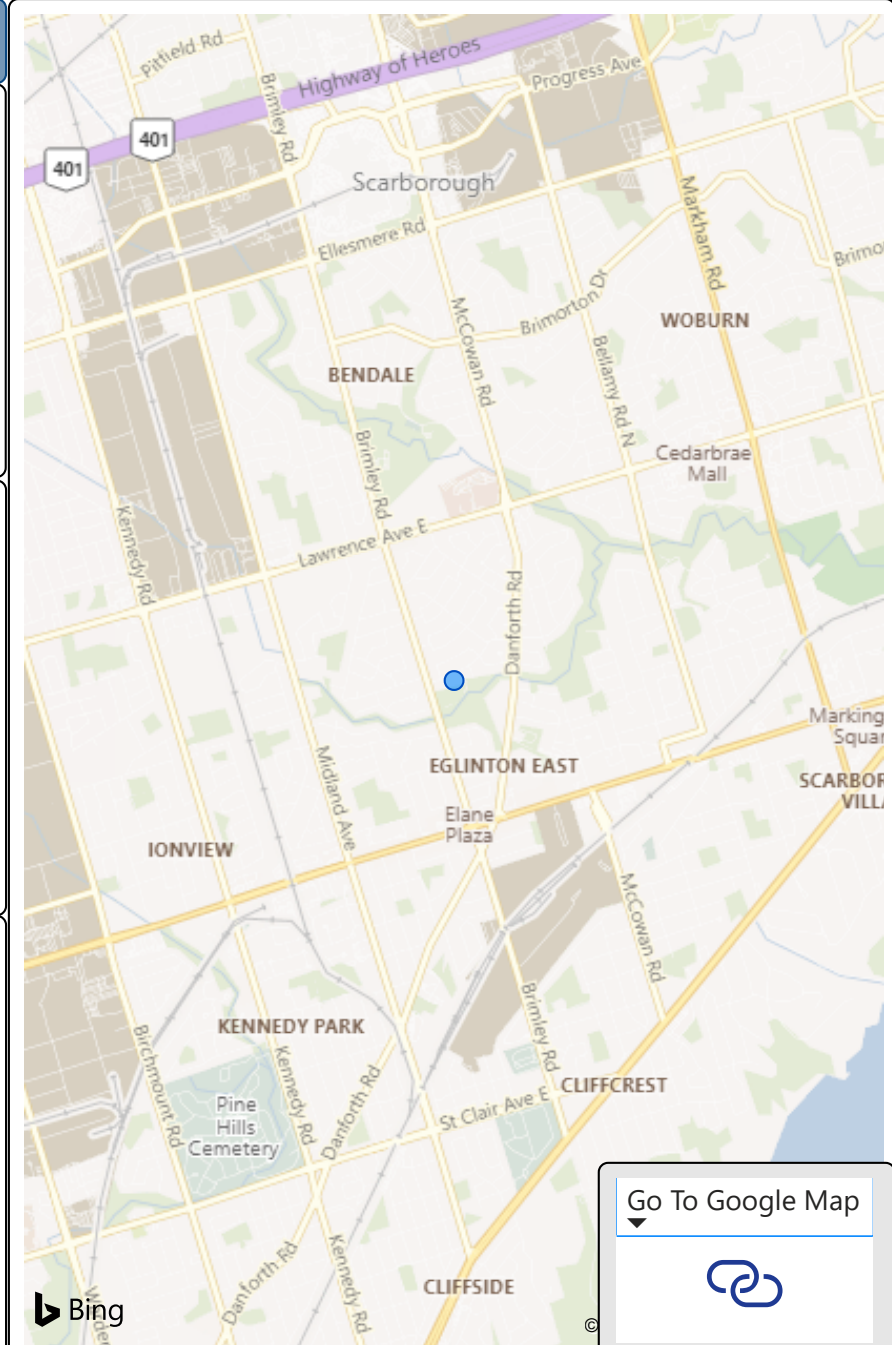 Pitfield Rd
Highway of Heroes
Progress Ave
Brimley Rd
401
401
Scarborough
Markham Rd
Ellesmere Rd
Brimo
Brimorton Dr
McCowan Rd
WOBURN
Bellamy Rd N
BENDALE
Brimley Rd
Cedarbrae
Mall
Kennedy Rd
Lawrence Ave E
Danforth Rd
Marking
Squar
EGLINTON EAST
SCARBOR
VILLA
Midland Ave
Elane
Plaza
IONVIEW
McCowan Rd
Brimley Rd
KENNEDY PARK
Birchmount Rd
Kennedy Rd
Danforth Rd
CLIFFCREST
St Clair Ave E
Pine
Hills
Cemetery
Go To Google Map
Kennedy Rd
Danforth Rd
CLIFFSIDE
Bing
©